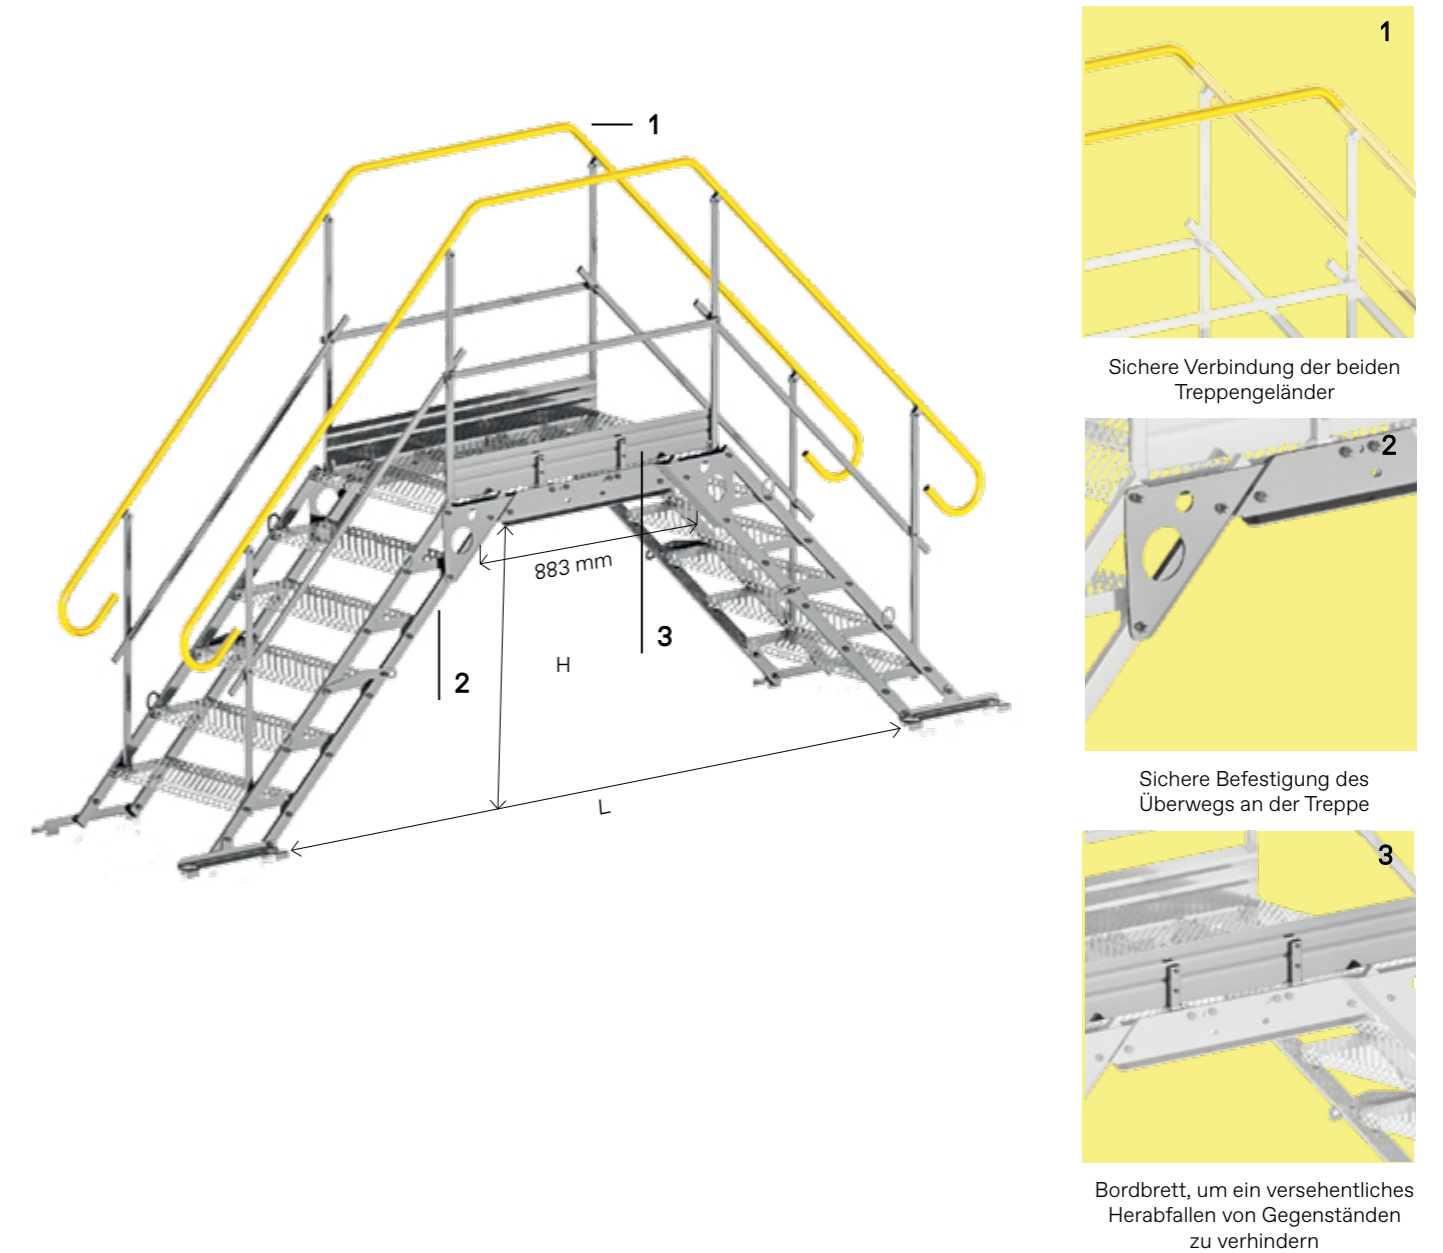 1
883 mm
H
3
2
L
1
Sichere Verbindung der beiden
Treppengeländer
2
Sichere Befestigung des
Überwegs an der Treppe
3
Bordbrett, um ein versehentliches
Herabfallen von Gegenständen
zu verhindern